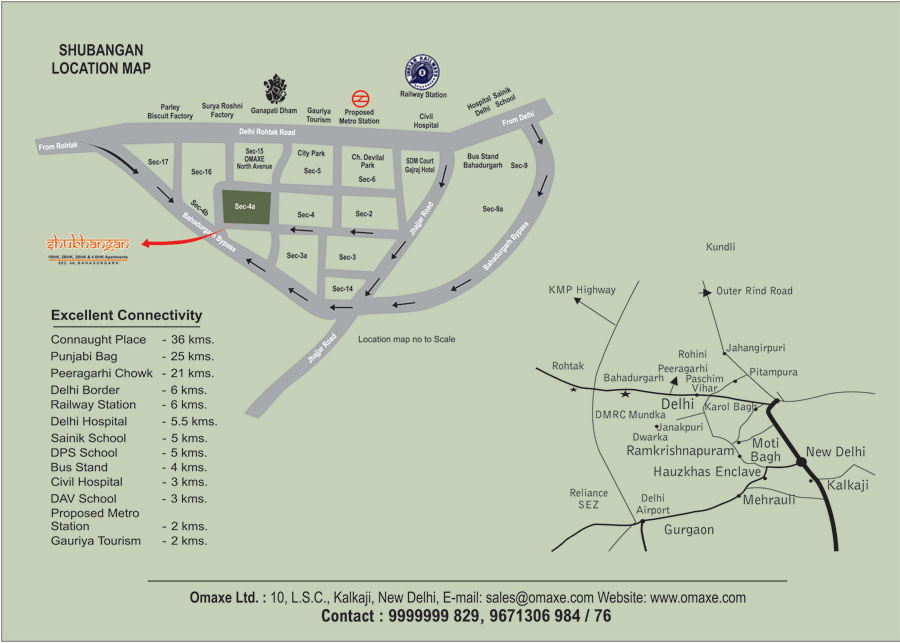 SHUBANGAN
LOCATION MAP
INDIAN RAILWAYS
Railway Station
Parley
Biscuit Factory
Surya Roshni
Factory
Ganapati Dham
Gauriya
Tourism
Proposed
Metro Station
Civil
Hospital
Hospital Sainik
Delhi School
From Delhi
Delhi Rohtak Road
From Rohtak
Sec-17
Sec-16
Sec-15
OMAXE
North Avenue
City Park
Sec-5
Ch. Devilal
Park
Sec-6
SDM Court
Gajraj Hotel
Bus Stand
Bahadurgarh
Sec-9
Sec-4b
Sec-4a
Sec-4
Sec-2
Sec-9a
Jhajjar Road
Bahadurgarh Bypass
Bahadurgarh Bypass
Sec-3a
Sec-3
Sec-14
Jhajjar Road
Location map no to Scale
shubhangan
1BHK, 2BHK, 3BHK & 4 BHK Apartments
SEC. 4A, BAHADURGARH
Excellent Connectivity
Connaught Place - 36 kms.
Punjabi Bag - 25 kms.
Peeragarhi Chowk - 21 kms.
Delhi Border - 6 kms.
Railway Station - 6 kms.
Delhi Hospital - 5.5 kms.
Sainik School - 5 kms.
DPS School - 5 kms.
Bus Stand - 4 kms.
Civil Hospital - 3 kms.
DAV School - 3 kms.
Proposed Metro
Station - 2 kms.
Gauriya Tourism - 2 kms.
Kundli
KMP Highway
Outer Rind Road
Jahangirpuri
Rohini
Rohtak
Peeragarhi
Pitampura
Bahadurgarh
Paschim
Vihar
Delhi
Karol Bagh
DMRC Mundka
Janakpuri
Dwarka
Moti
Bagh
Ramkrishnapuram
New Delhi
Hauzkhas Enclave
Kalkaji
Reliance
SEZ
Delhi
Airport
Mehrauli
Gurgaon
Omaxe Ltd. : 10, L.S.C., Kalkaji, New Delhi, E-mail: sales@omaxe.com Website: www.omaxe.com
Contact : 9999999 829, 9671306 984 / 76